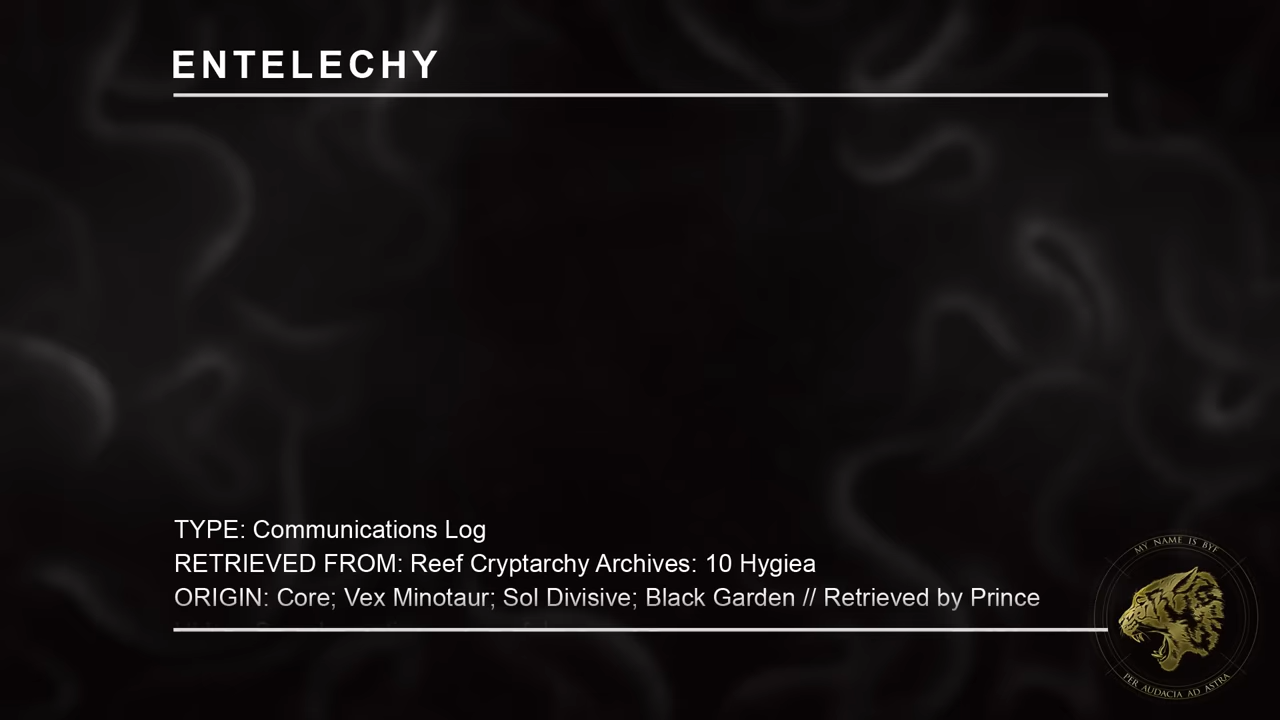 ENTELECHY
TYPE: Communications Log
RETRIEVED FROM: Reef Cryptarchy Archives: 10 Hygiea
ORIGIN: Core; Vex Minotaur; Sol Divisive; Black Garden // Retrieved by Prince
MY NAME IS BYF
PER AUDACIA AD ASTRA